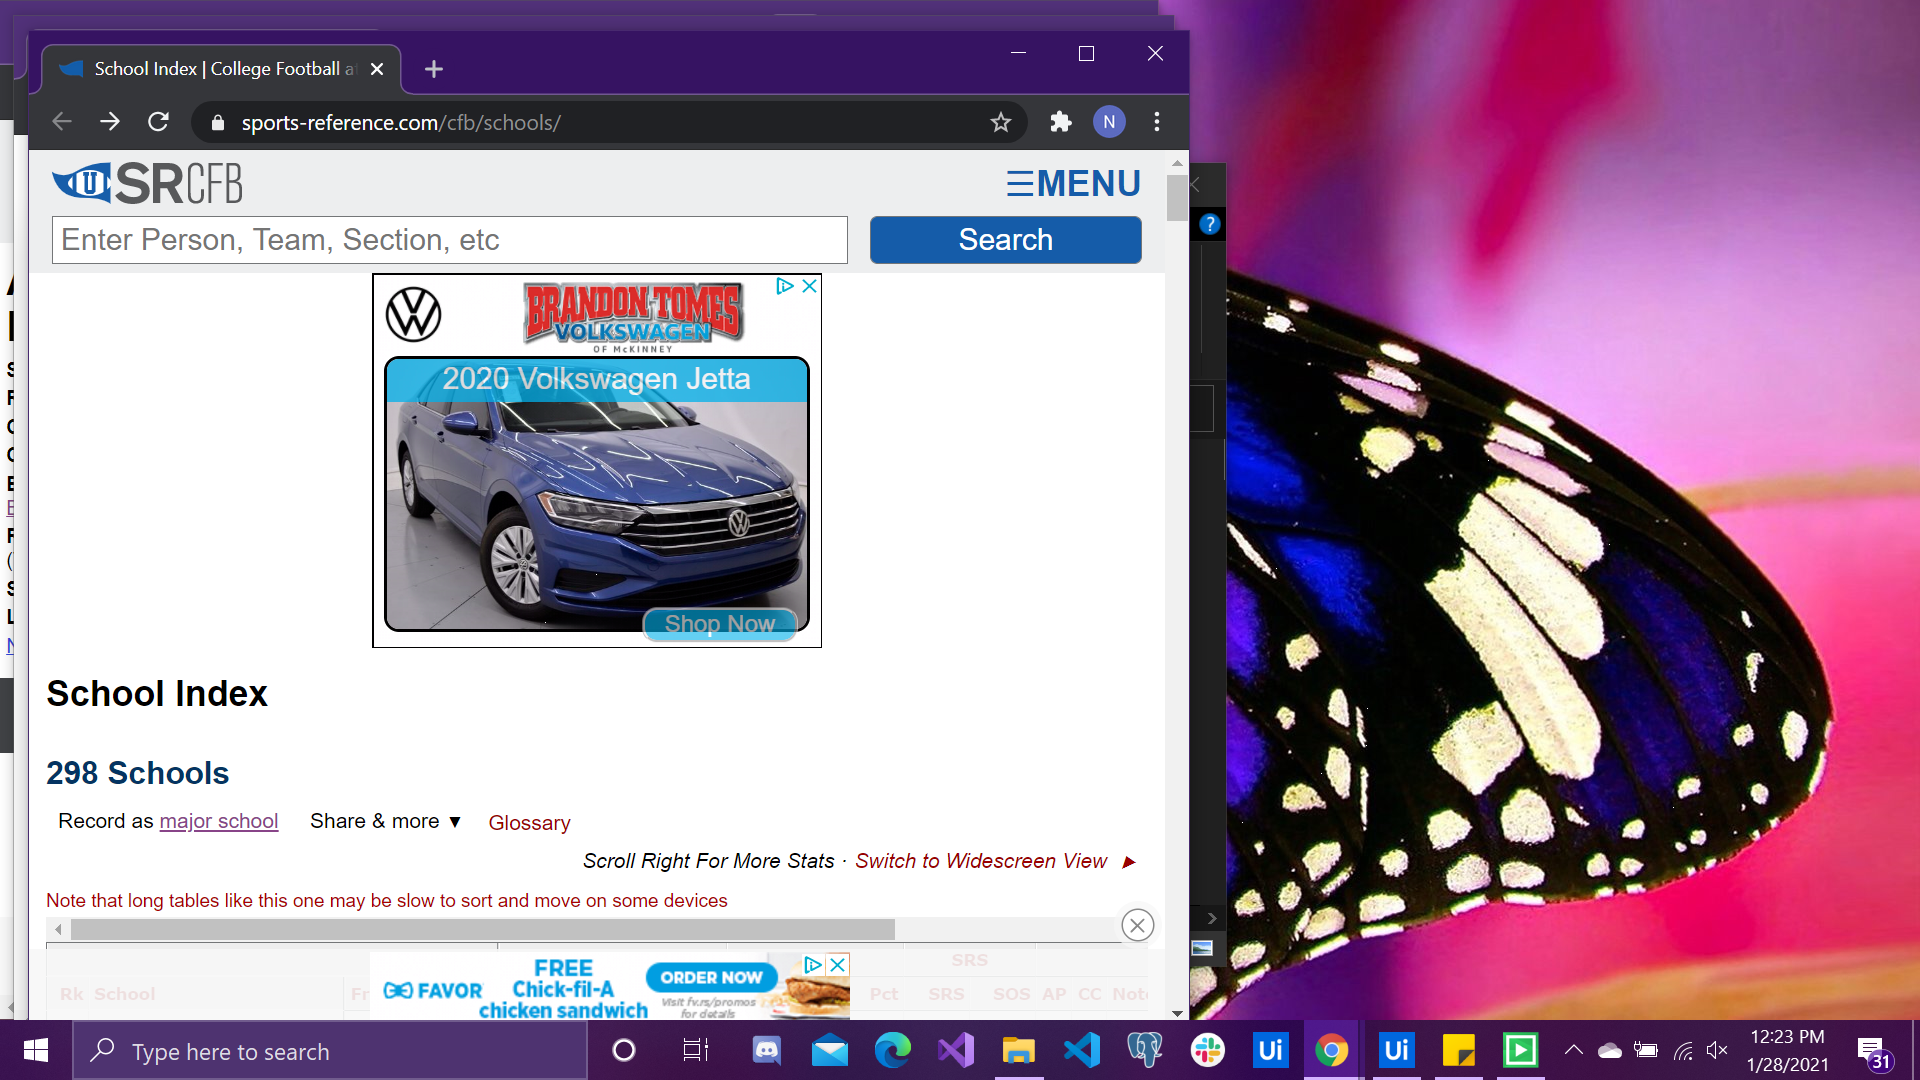 School Index | College Football at
sports-reference.com/cfb/schools/
N
U SRCFB
☰MENU
Enter Person, Team, Section, etc
Search
BRANDON TOMES
VOLKSWAGEN
OF McKINNEY
2020 Volkswagen Jetta
Shop Now
School Index
298 Schools
Record as major school
Share & more ▼
Glossary
Scroll Right For More Stats · Switch to Widescreen View ►
Note that long tables like this one may be slow to sort and move on some devices
SRS
Rk School Fr Pct SRS SOS AP CC Note
FAVOR
FREE
Chick-fil-A
chicken sandwich
ORDER NOW
Visit fv.rs/promos
for details
Type here to search
Ui
Ui
12:23 PM
1/28/2021
31